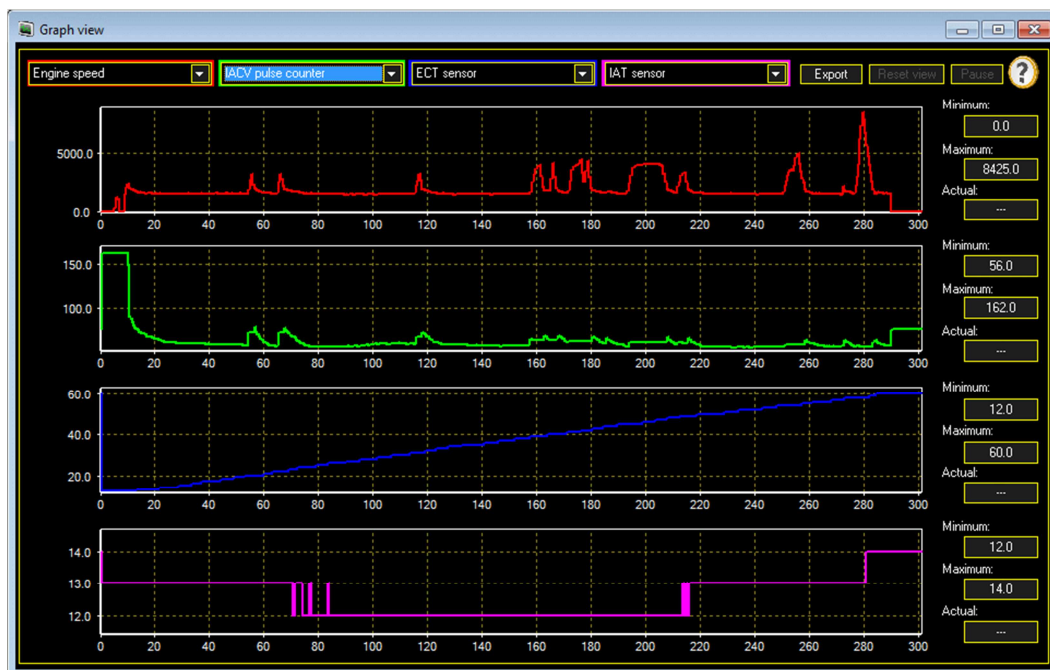 Graph view
Engine speed IACV pulse counter ECT sensor IAT sensor Export Reset view Pause ?
Minimum:
0.0
Maximum:
8425.0
Actual:
---
5000.0
0.0
0 20 40 60 80 100 120 140 160 180 200 220 240 260 280 300
Minimum:
56.0
Maximum:
162.0
Actual:
---
150.0
100.0
0 20 40 60 80 100 120 140 160 180 200 220 240 260 280 300
Minimum:
12.0
Maximum:
60.0
Actual:
---
60.0
40.0
20.0
0 20 40 60 80 100 120 140 160 180 200 220 240 260 280 300
Minimum:
12.0
Maximum:
14.0
Actual:
---
14.0
13.0
12.0
0 20 40 60 80 100 120 140 160 180 200 220 240 260 280 300